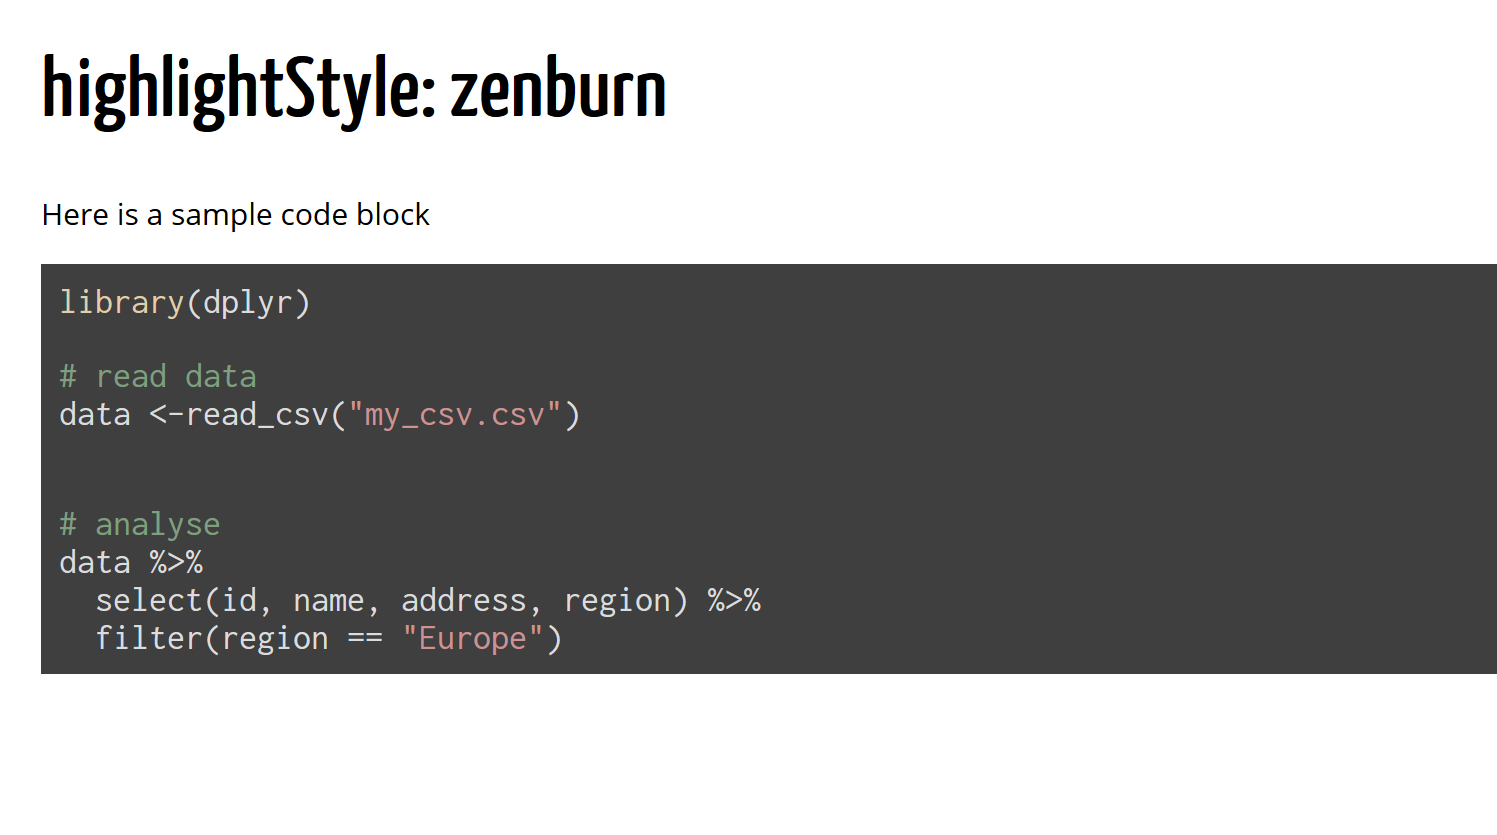 highlightStyle: zenburn
Here is a sample code block
library(dplyr)
# read data
data <-read_csv("my_csv.csv")
# analyse
data %>%
  select(id, name, address, region) %>%
  filter(region == "Europe")